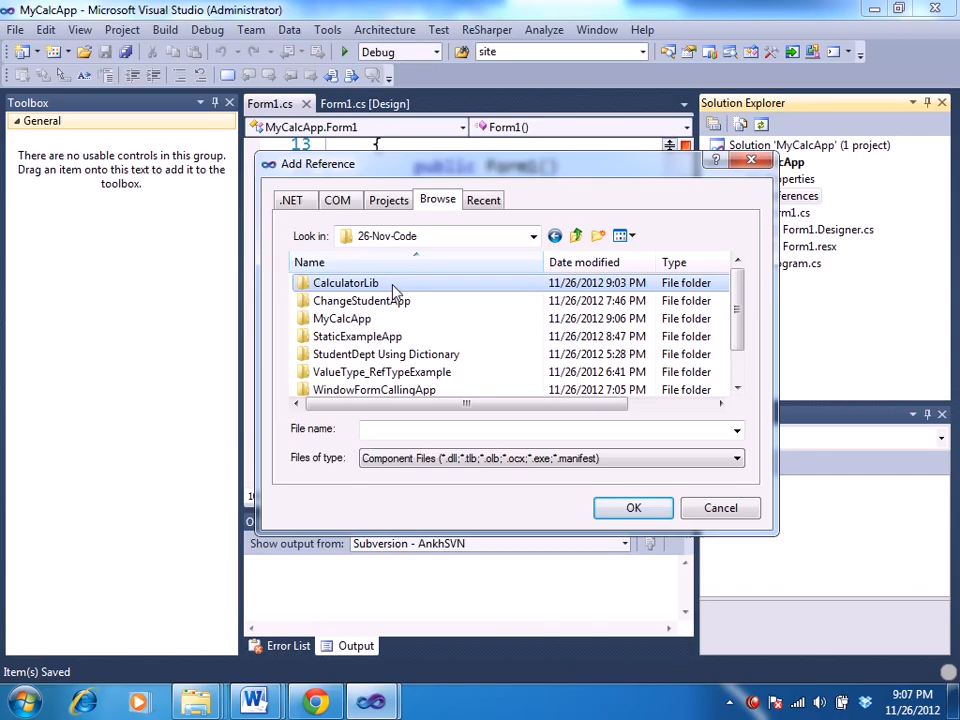 MyCalcApp - Microsoft Visual Studio (Administrator)
File Edit View Project Build Debug Team Data Tools Architecture Test ReSharper Analyze Window Help
Debug site
Toolbox
General
There are no usable controls in this group. Drag an item onto this text to add it to the toolbox.
Form1.cs Form1.cs [Design]
MyCalcApp.Form1 Form1()
13 {
public Form1()
Solution Explorer
Solution 'MyCalcApp' (1 project)
Form1.Designer.cs
Form1.resx
Add Reference
.NET COM Projects Browse Recent
Look in: 26-Nov-Code
Name Date modified Type
CalculatorLib 11/26/2012 9:03 PM File folder
ChangeStudentApp 11/26/2012 7:46 PM File folder
MyCalcApp 11/26/2012 9:06 PM File folder
StaticExampleApp 11/26/2012 8:47 PM File folder
StudentDept Using Dictionary 11/26/2012 5:28 PM File folder
ValueType_RefTypeExample 11/26/2012 6:41 PM File folder
WindowFormCallingApp 11/26/2012 7:05 PM File folder
File name:
Files of type: Component Files (*.dll;*.tlb;*.olb;*.ocx;*.exe;*.manifest)
OK Cancel
Show output from: Subversion - AnkhSVN
Error List Output
Item(s) Saved
9:07 PM
11/26/2012